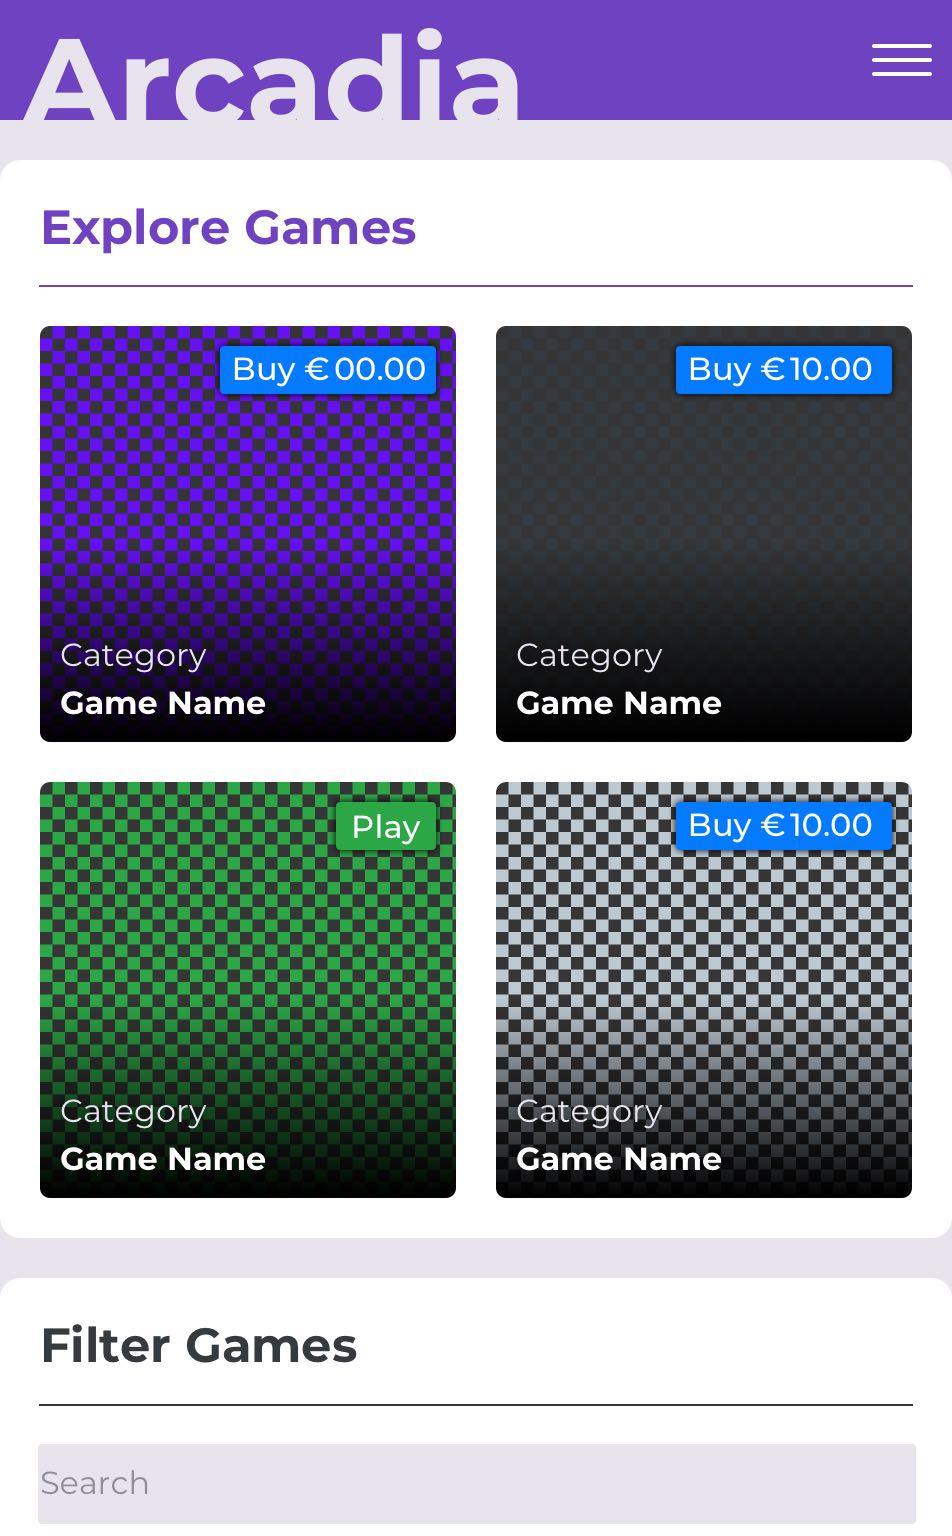 Arcadia
Explore Games
Buy € 00.00
Category
Game Name
Buy € 10.00
Category
Game Name
Play
Category
Game Name
Buy € 10.00
Category
Game Name
Filter Games
Search